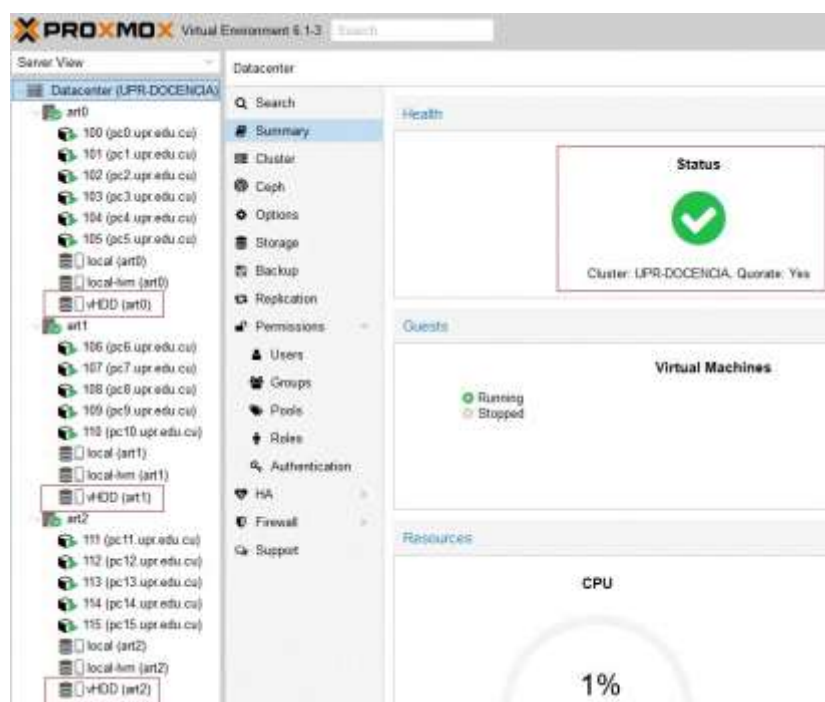 PROXMOX Virtual Environment 6.1-3 Search
Server View
Datacenter (UPR-DOCENCIA)
art0
100 (pc0.upr.edu.cu)
101 (pc1.upr.edu.cu)
102 (pc2.upr.edu.cu)
103 (pc3.upr.edu.cu)
104 (pc4.upr.edu.cu)
105 (pc5.upr.edu.cu)
local (art0)
local-lvm (art0)
vHDD (art0)
art1
106 (pc6.upr.edu.cu)
107 (pc7.upr.edu.cu)
108 (pc8.upr.edu.cu)
109 (pc9.upr.edu.cu)
110 (pc10.upr.edu.cu)
local (art1)
local-lvm (art1)
vHDD (art1)
art2
111 (pc11.upr.edu.cu)
112 (pc12.upr.edu.cu)
113 (pc13.upr.edu.cu)
114 (pc14.upr.edu.cu)
115 (pc15.upr.edu.cu)
local (art2)
local-lvm (art2)
vHDD (art2)
Datacenter
Search
Summary
Cluster
Ceph
Options
Storage
Backup
Replication
Permissions
Users
Groups
Pools
Roles
Authentication
HA
Firewall
Support
Health
Status
Cluster: UPR-DOCENCIA, Quorate: Yes
Guests
Virtual Machines
Running
Stopped
Resources
CPU
1%